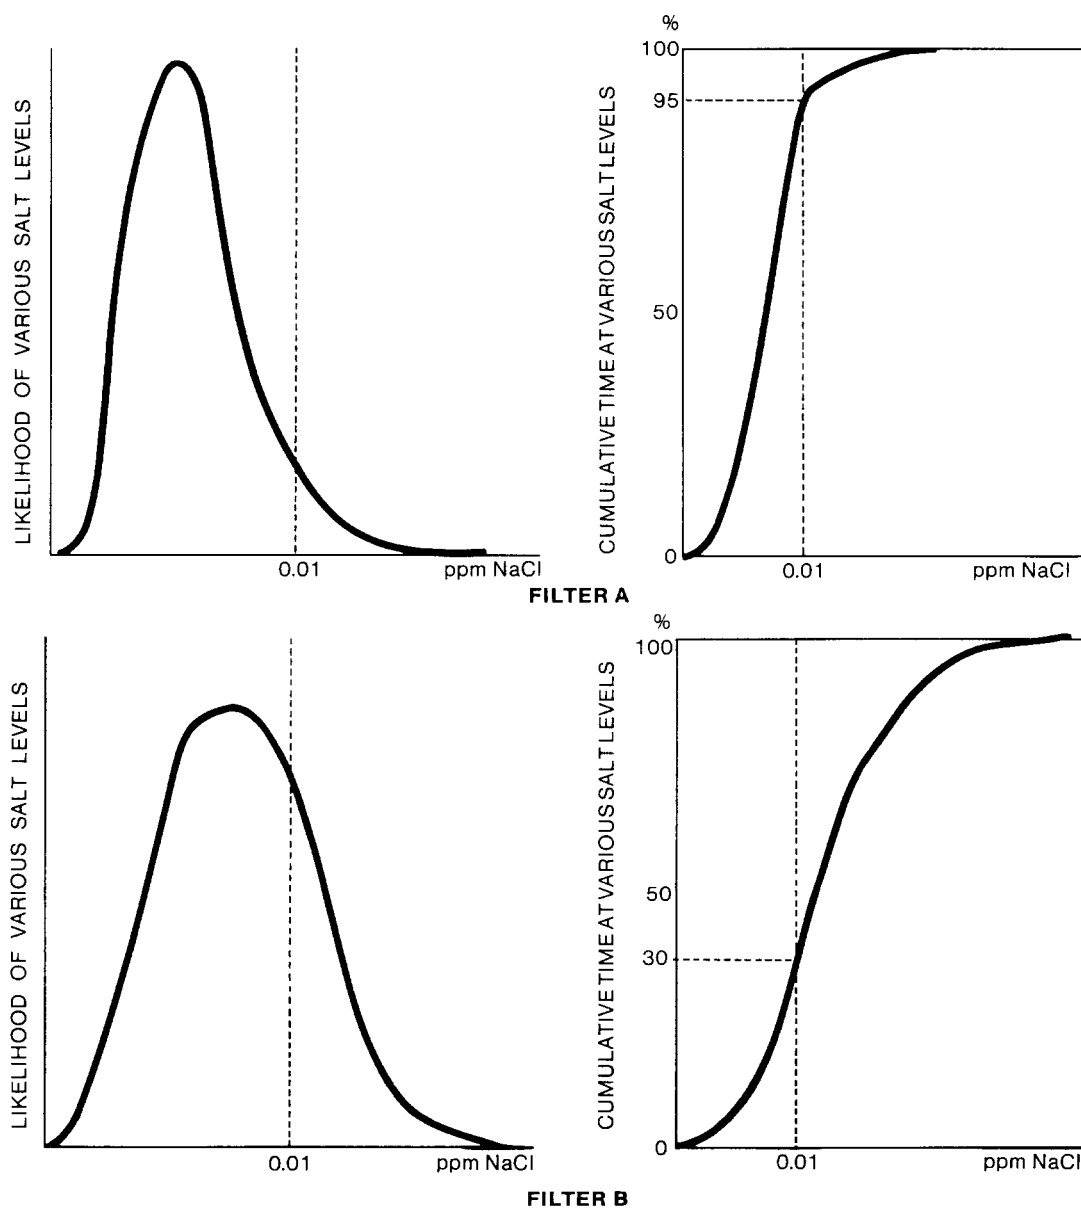 LIKELIHOOD OF VARIOUS SALT LEVELS
0.01
ppm NaCl
%
CUMULATIVE TIME AT VARIOUS SALT LEVELS
100
95
50
0
0.01
ppm NaCl
FILTER A
LIKELIHOOD OF VARIOUS SALT LEVELS
0.01
ppm NaCl
%
CUMULATIVE TIME AT VARIOUS SALT LEVELS
100
50
30
0
0.01
ppm NaCl
FILTER B